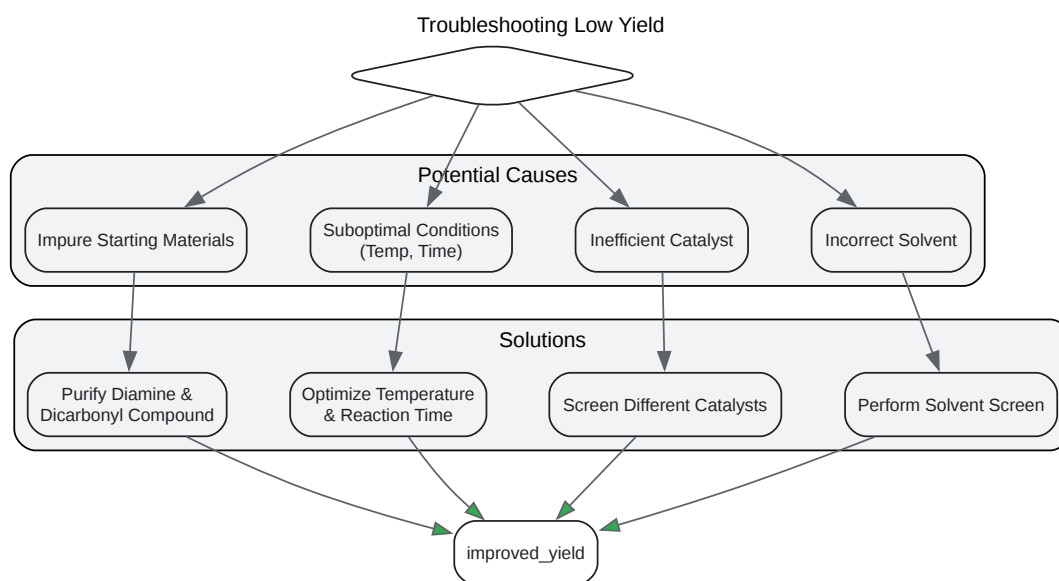 Troubleshooting Low Yield
Potential Causes
Impure Starting Materials
Suboptimal Conditions
(Temp, Time)
Inefficient Catalyst
Incorrect Solvent
Solutions
Purify Diamine &
Dicarbonyl Compound
Optimize Temperature
& Reaction Time
Screen Different Catalysts
Perform Solvent Screen
improved_yield